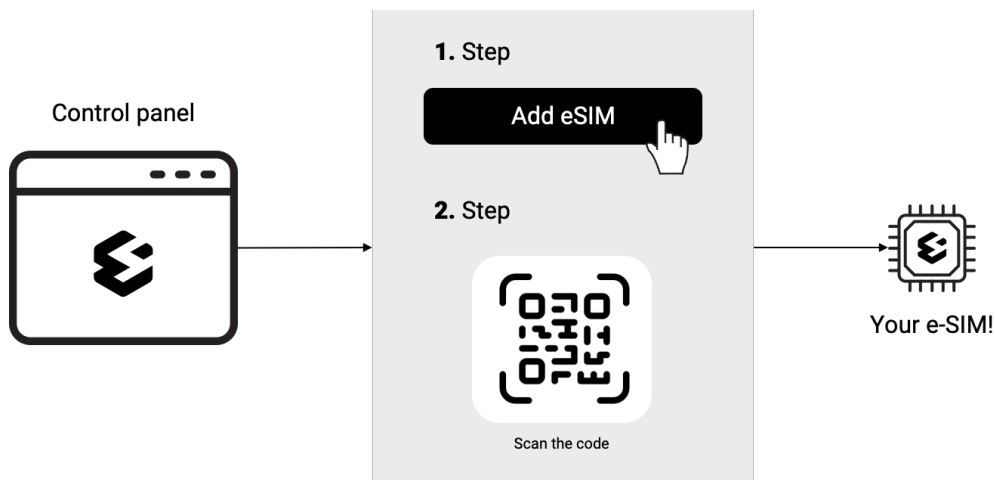 Control panel
1. Step
Add eSIM
2. Step
Scan the code
Your e-SIM!